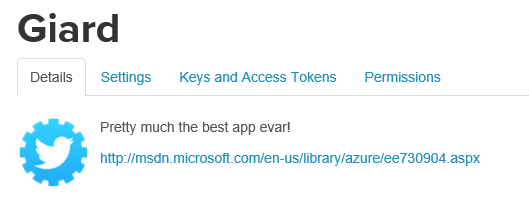 Giard
Details Settings Keys and Access Tokens Permissions
Pretty much the best app evar!
http://msdn.microsoft.com/en-us/library/azure/ee730904.aspx